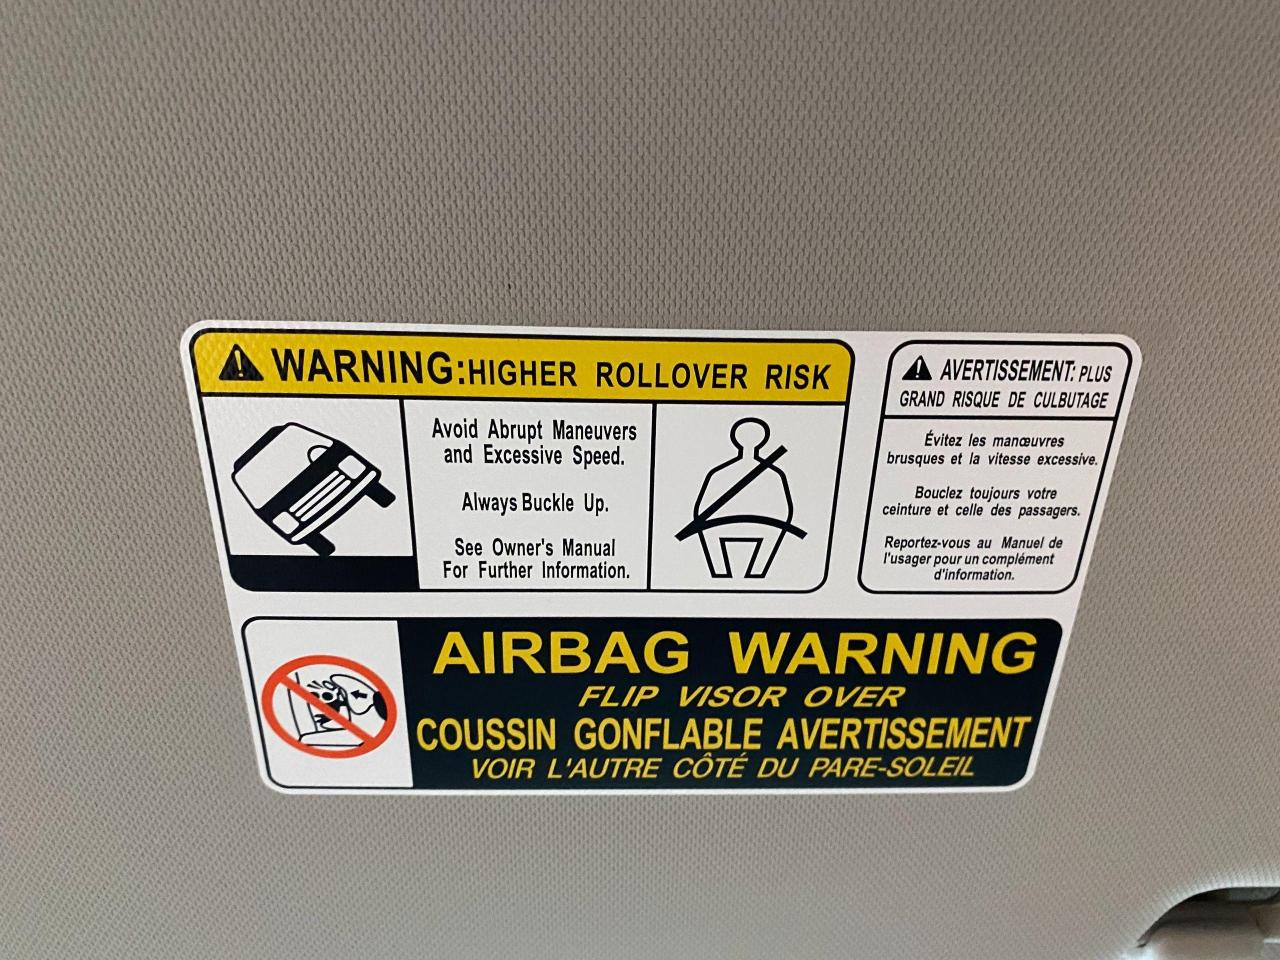 WARNING:HIGHER ROLLOVER RISK
Avoid Abrupt Maneuvers
and Excessive Speed.
Always Buckle Up.
See Owner's Manual
For Further Information.
AVERTISSEMENT: PLUS
GRAND RISQUE DE CULBUTAGE
Évitez les manœuvres
brusques et la vitesse excessive.
Bouclez toujours votre
ceinture et celle des passagers.
Reportez-vous au Manuel de
l'usager pour un complément
d'information.
AIRBAG WARNING
FLIP VISOR OVER
COUSSIN GONFLABLE AVERTISSEMENT
VOIR L'AUTRE CÔTÉ DU PARE-SOLEIL